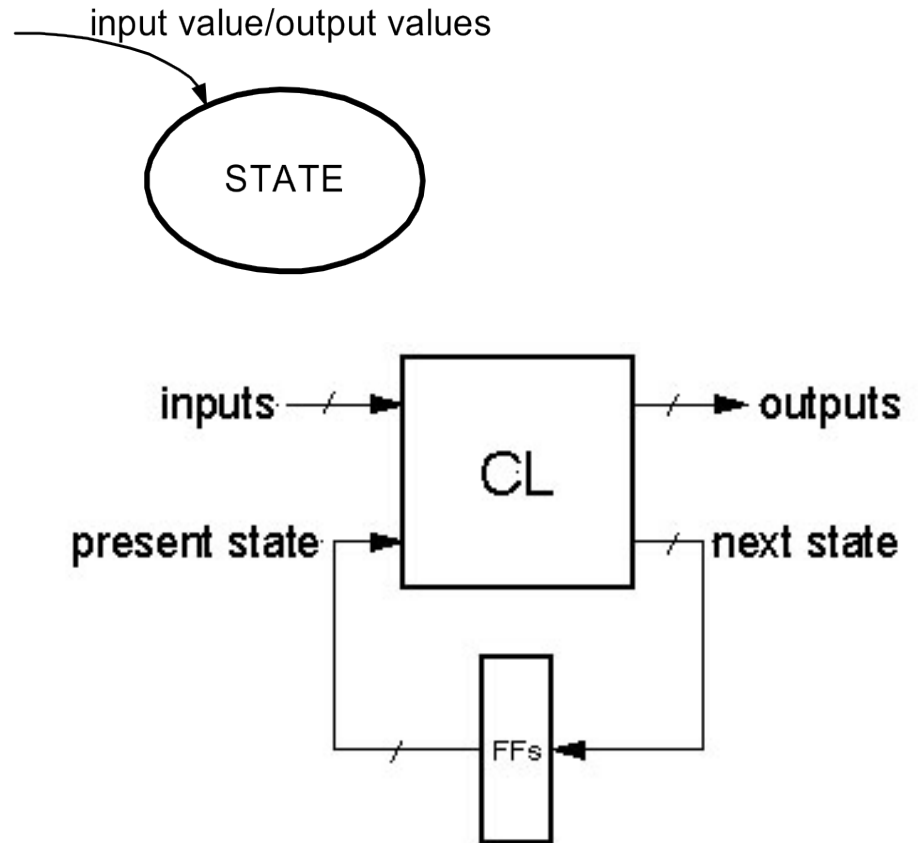 input value/output values
STATE
inputs
outputs
CL
present state
next state
FFs